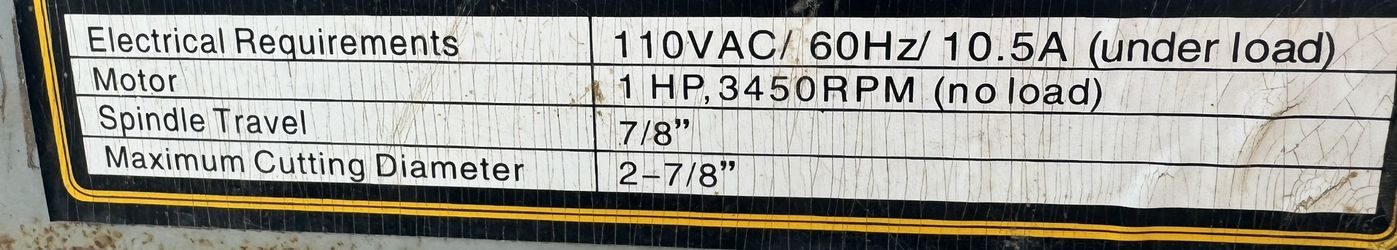 Electrical Requirements 110VAC/ 60Hz/ 10.5A (under load)
Motor 1 HP, 3450RPM (no load)
Spindle Travel 7/8”
Maximum Cutting Diameter 2-7/8”